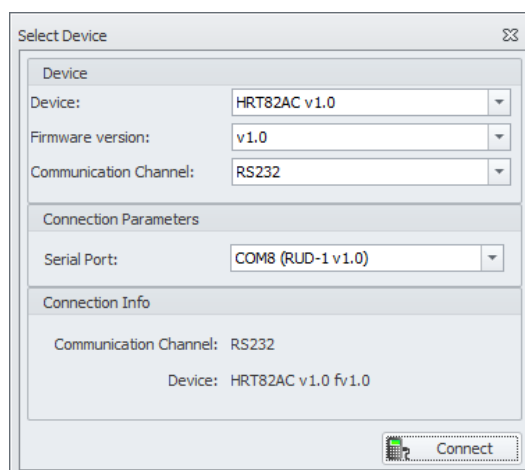 Select Device
Device
Device: HRT82AC v1.0
Firmware version: v1.0
Communication Channel: RS232
Connection Parameters
Serial Port: COM8 (RUD-1 v1.0)
Connection Info
Communication Channel: RS232
Device: HRT82AC v1.0 fv1.0
Connect